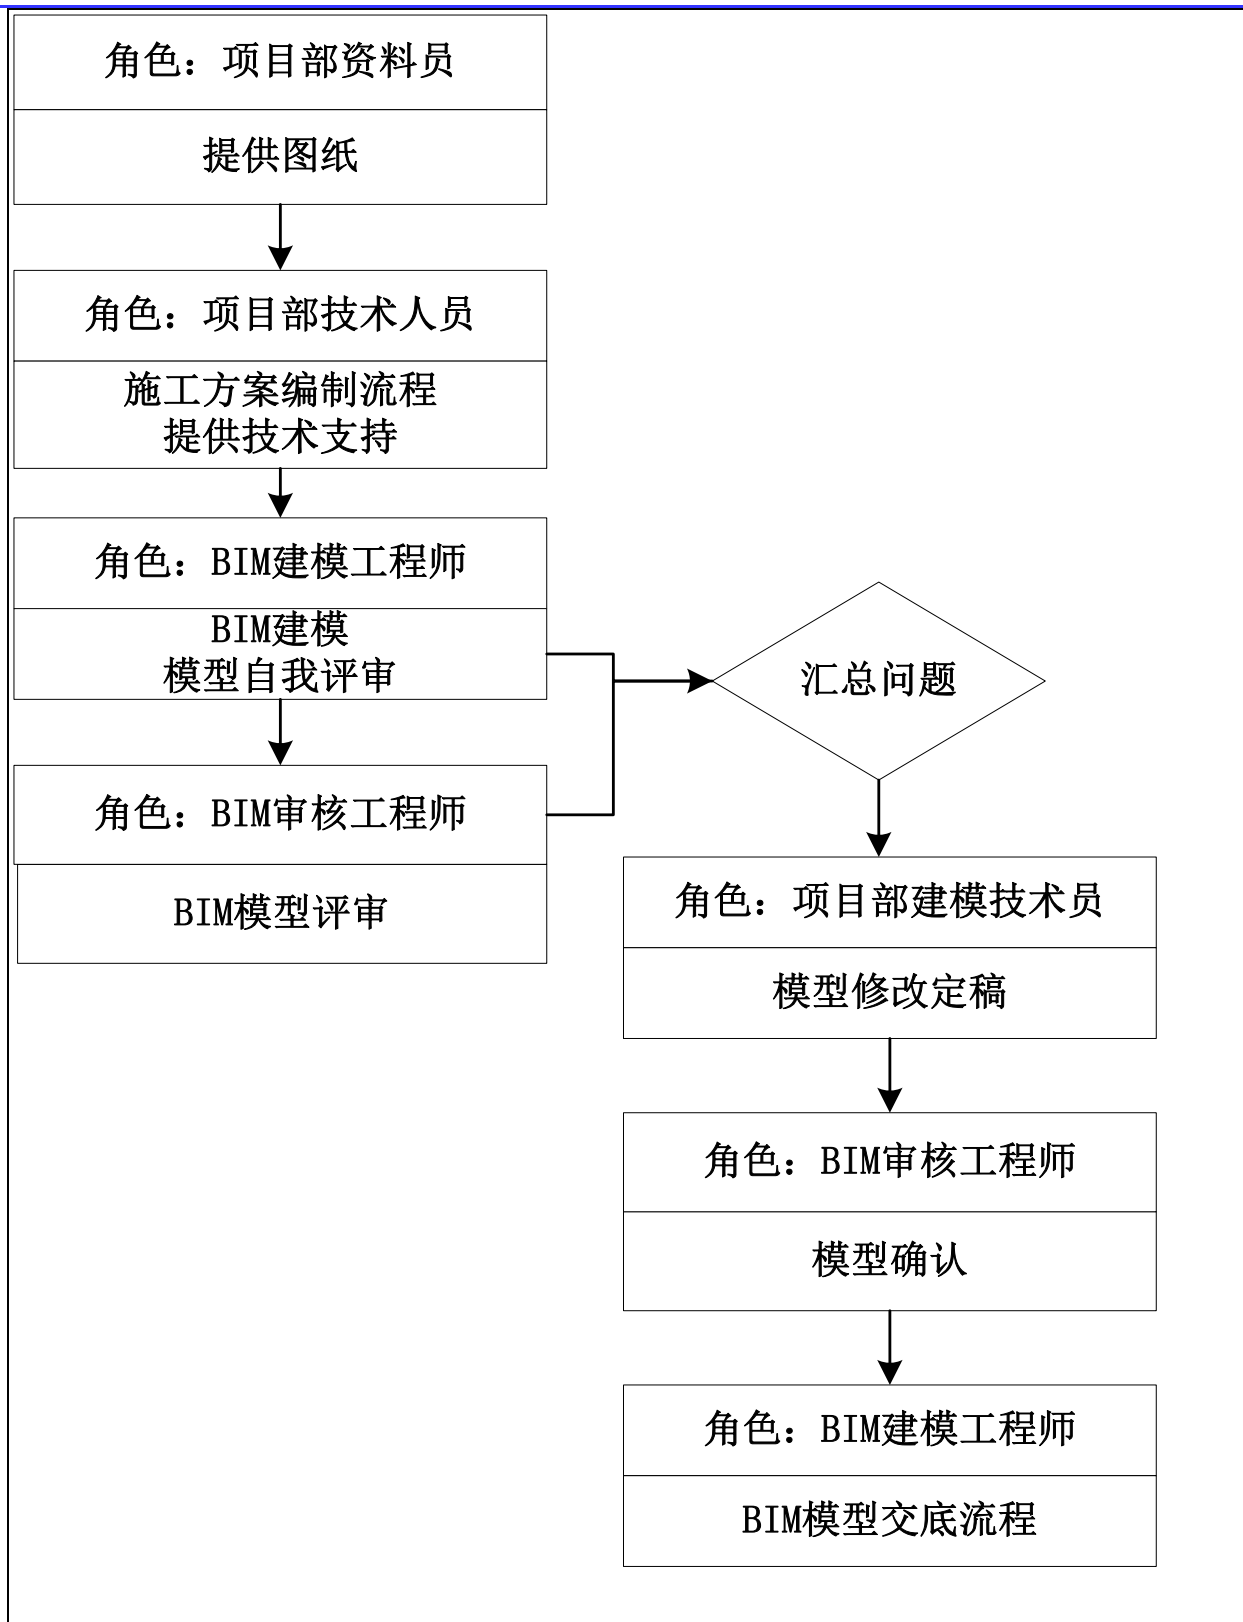 角色：项目部资料员
提供图纸
角色：项目部技术人员
施工方案编制流程
提供技术支持
角色：BIM建模工程师
BIM建模
模型自我评审
角色：BIM审核工程师
BIM模型评审
汇总问题
角色：项目部建模技术员
模型修改定稿
角色：BIM审核工程师
模型确认
角色：BIM建模工程师
BIM模型交底流程